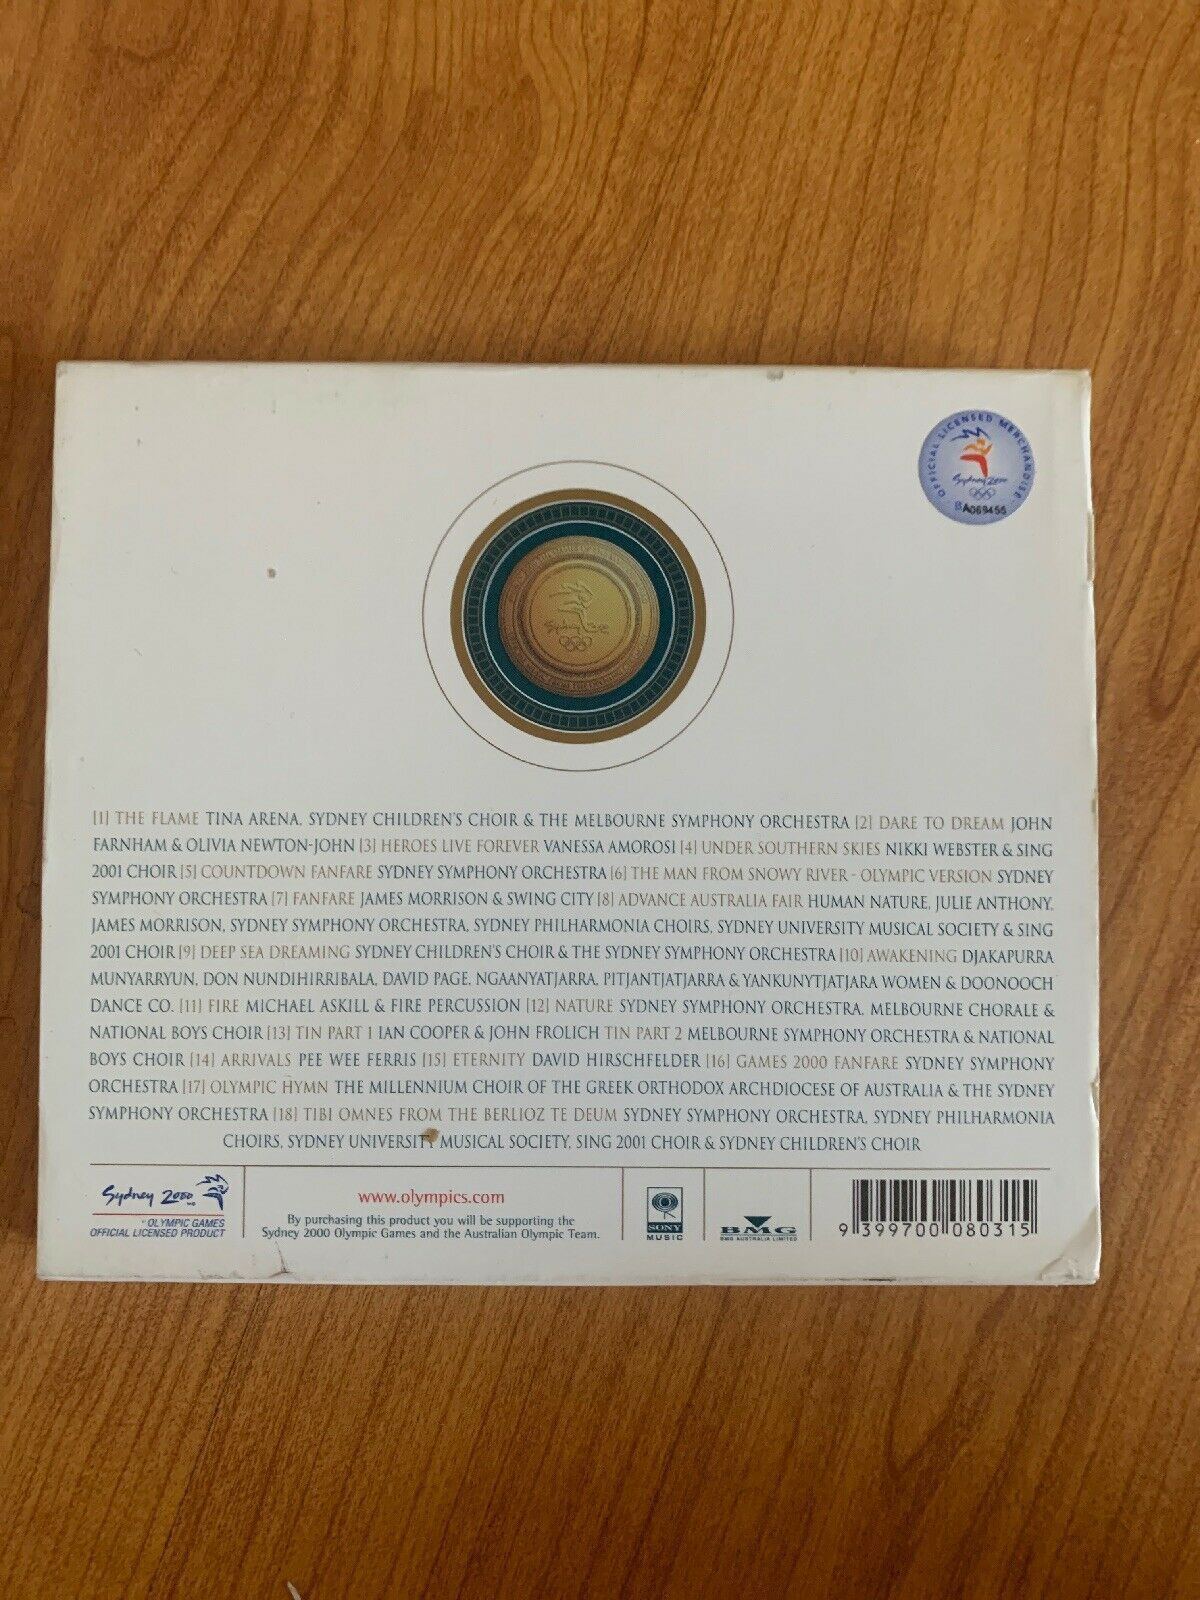 OFFICIAL LICENSED MERCHANDISE
Sydney 2000
BA069455
Sydney 2000
[1] THE FLAME TINA ARENA, SYDNEY CHILDREN'S CHOIR & THE MELBOURNE SYMPHONY ORCHESTRA [2] DARE TO DREAM JOHN
FARNHAM & OLIVIA NEWTON-JOHN [3] HEROES LIVE FOREVER VANESSA AMOROSI [4] UNDER SOUTHERN SKIES NIKKI WEBSTER & SING
2001 CHOIR [5] COUNTDOWN FANFARE SYDNEY SYMPHONY ORCHESTRA [6] THE MAN FROM SNOWY RIVER - OLYMPIC VERSION SYDNEY
SYMPHONY ORCHESTRA [7] FANFARE JAMES MORRISON & SWING CITY [8] ADVANCE AUSTRALIA FAIR HUMAN NATURE, JULIE ANTHONY,
JAMES MORRISON, SYDNEY SYMPHONY ORCHESTRA, SYDNEY PHILHARMONIA CHOIRS, SYDNEY UNIVERSITY MUSICAL SOCIETY & SING
2001 CHOIR [9] DEEP SEA DREAMING SYDNEY CHILDREN'S CHOIR & THE SYDNEY SYMPHONY ORCHESTRA [10] AWAKENING DJAKAPURRA
MUNYARRYUN, DON NUNDIHIRRIBALA, DAVID PAGE, NGAANYATJARRA, PITJANTJATJARRA & YANKUNYTJATJARA WOMEN & DOONOOCH
DANCE CO. [11] FIRE MICHAEL ASKILL & FIRE PERCUSSION [12] NATURE SYDNEY SYMPHONY ORCHESTRA, MELBOURNE CHORALE &
NATIONAL BOYS CHOIR [13] TIN PART 1 IAN COOPER & JOHN FROLICH TIN PART 2 MELBOURNE SYMPHONY ORCHESTRA & NATIONAL
BOYS CHOIR [14] ARRIVALS PEE WEE FERRIS [15] ETERNITY DAVID HIRSCHFELDER [16] GAMES 2000 FANFARE SYDNEY SYMPHONY
ORCHESTRA [17] OLYMPIC HYMN THE MILLENNIUM CHOIR OF THE GREEK ORTHODOX ARCHDIOCESE OF AUSTRALIA & THE SYDNEY
SYMPHONY ORCHESTRA [18] TIBI OMNES FROM THE BERLIOZ TE DEUM SYDNEY SYMPHONY ORCHESTRA, SYDNEY PHILHARMONIA
CHOIRS, SYDNEY UNIVERSITY MUSICAL SOCIETY, SING 2001 CHOIR & SYDNEY CHILDREN'S CHOIR
Sydney 2000
OLYMPIC GAMES
OFFICIAL LICENSED PRODUCT
www.olympics.com
By purchasing this product you will be supporting the
Sydney 2000 Olympic Games and the Australian Olympic Team.
SONY
MUSIC
BMG
BMG AUSTRALIA LIMITED
9 399700 080315